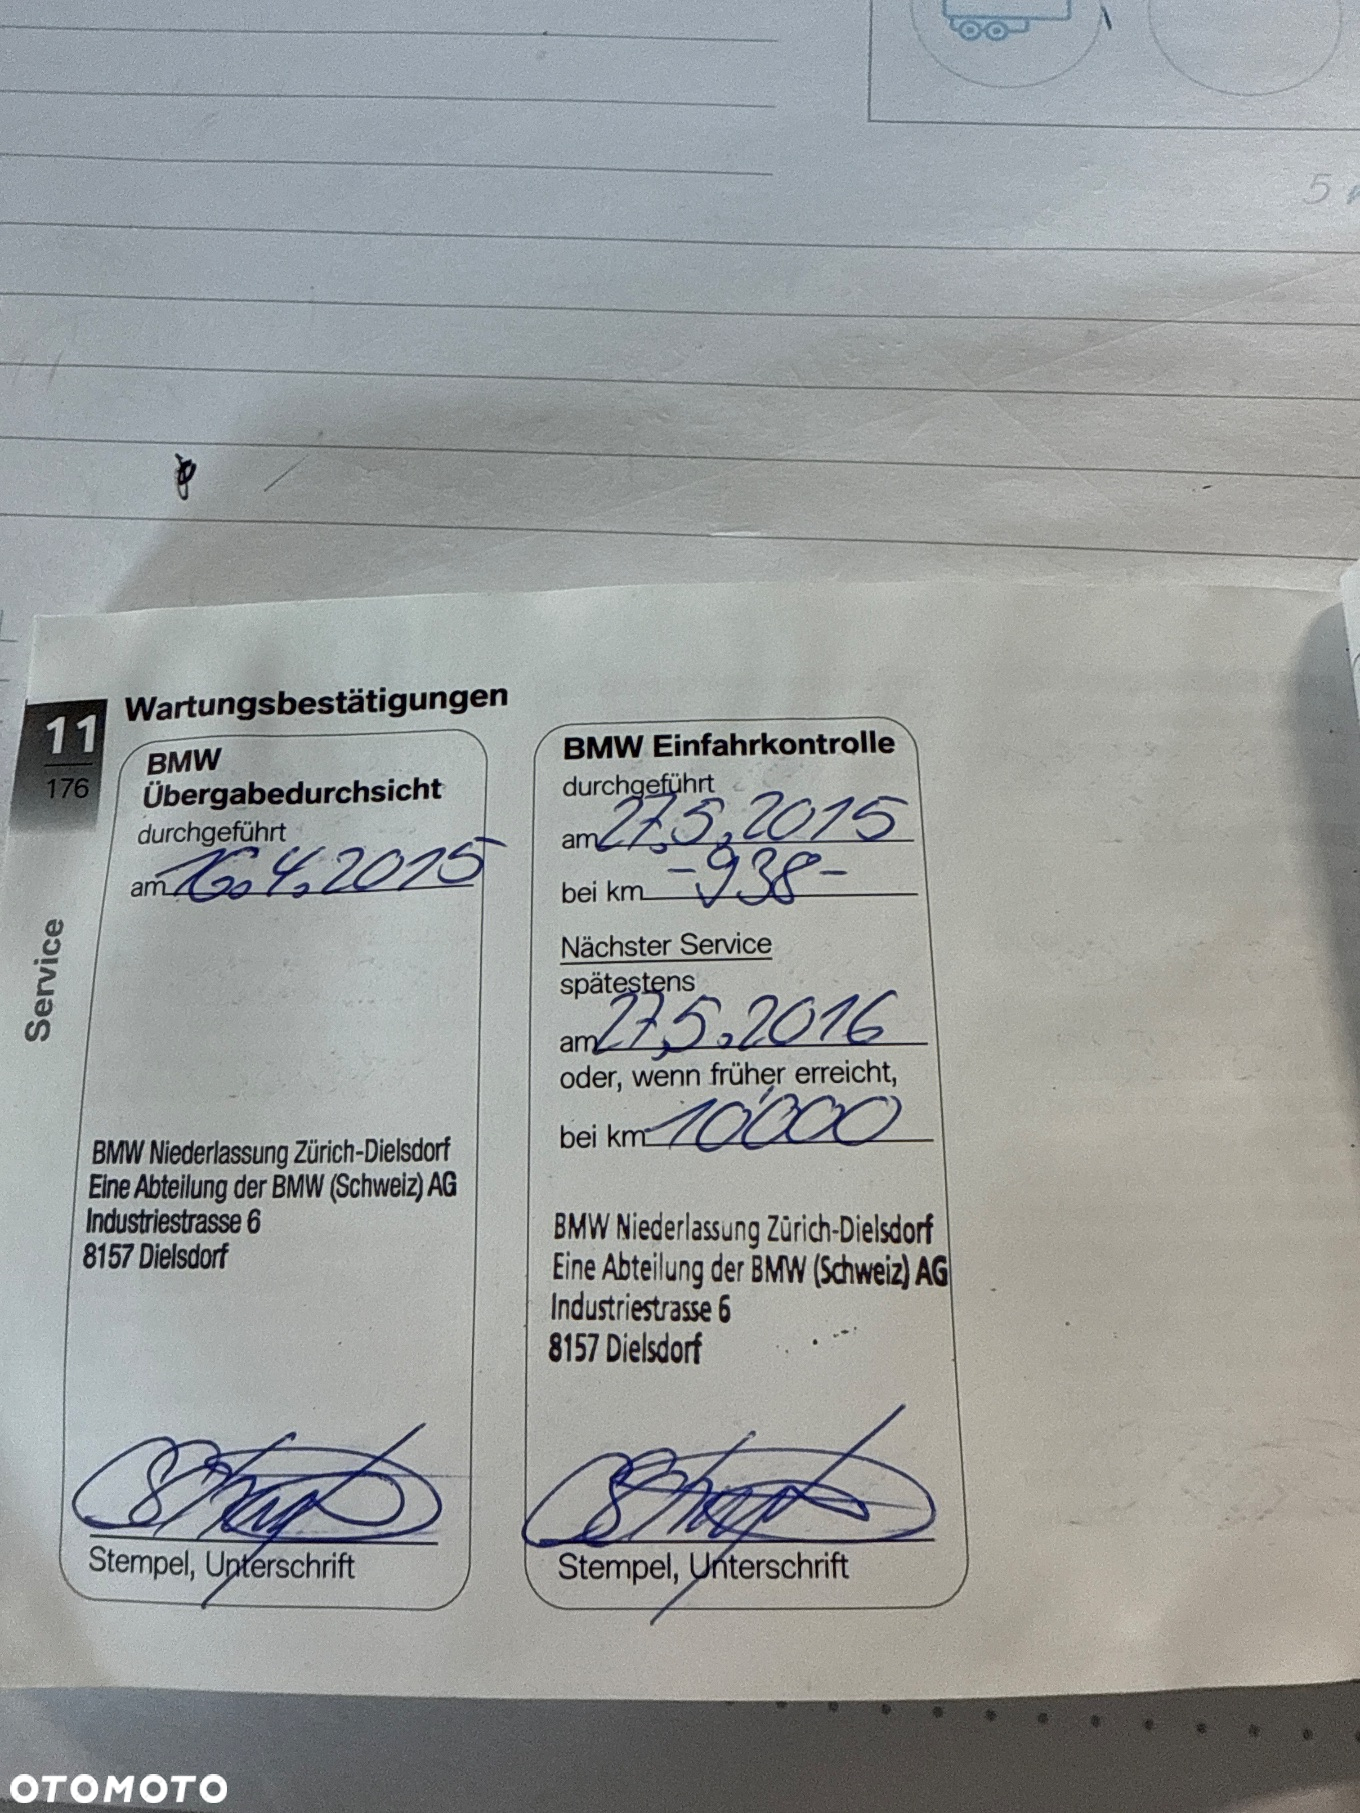 5
11
176
Service
Wartungsbestätigungen
BMW
Übergabedurchsicht
durchgeführt
am 16.4.2015
BMW Niederlassung Zürich-Dielsdorf
Eine Abteilung der BMW (Schweiz) AG
Industriestrasse 6
8157 Dielsdorf
Stempel, Unterschrift
BMW Einfahrkontrolle
durchgeführt
am 27.5.2015
bei km -938-
Nächster Service
spätestens
am 27.5.2016
oder, wenn früher erreicht,
bei km 10'000
BMW Niederlassung Zürich-Dielsdorf
Eine Abteilung der BMW (Schweiz) AG
Industriestrasse 6
8157 Dielsdorf
Stempel, Unterschrift
OTOMOTO